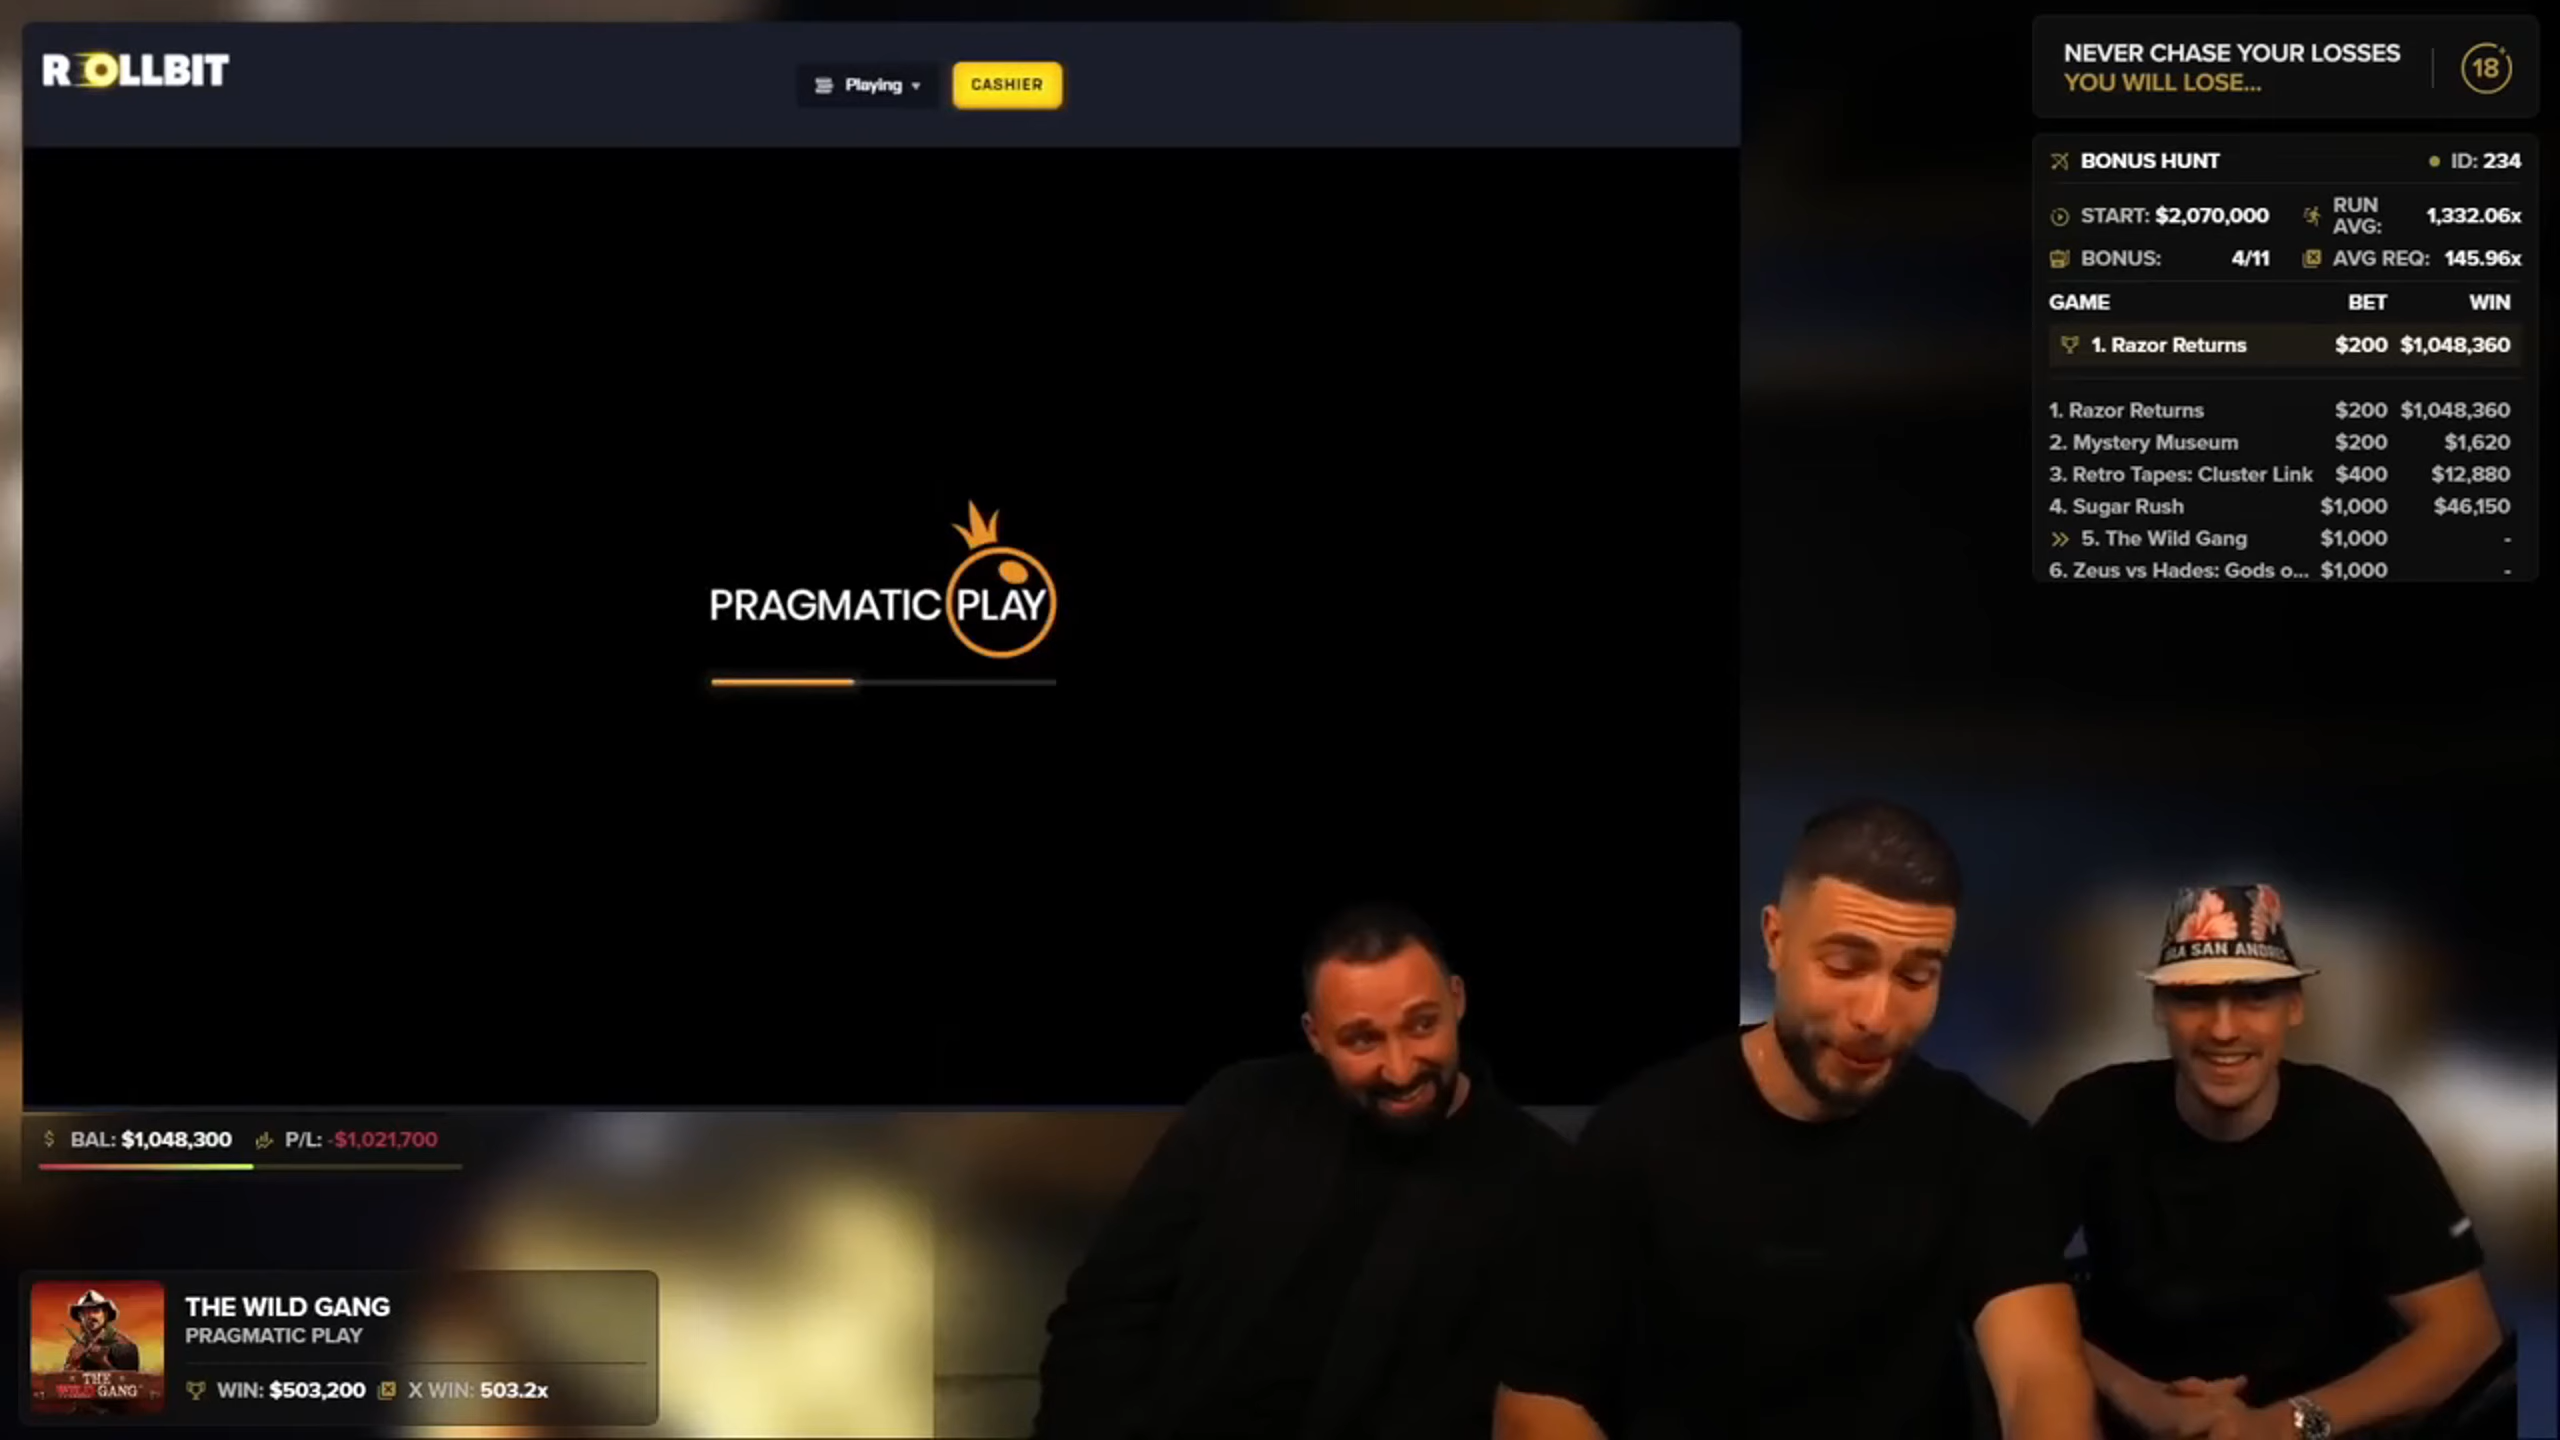 ROLLBIT
Playing
CASHIER
NEVER CHASE YOUR LOSSES
YOU WILL LOSE...
18+
BONUS HUNT
ID: 234
START: $2,070,000
RUN AVG: 1,332.06x
BONUS: 4/11
AVG REQ: 145.96x
GAME BET WIN
1. Razor Returns $200 $1,048,360
1. Razor Returns $200 $1,048,360
2. Mystery Museum $200 $1,620
3. Retro Tapes: Cluster Link $400 $12,880
4. Sugar Rush $1,000 $46,150
5. The Wild Gang $1,000 -
6. Zeus vs Hades: Gods o... $1,000 -
PRAGMATIC PLAY
SAN
BAL: $1,048,300 P/L: -$1,021,700
THE WILD GANG
PRAGMATIC PLAY
WIN: $503,200 X WIN: 503.2x
THE
WILD GANG